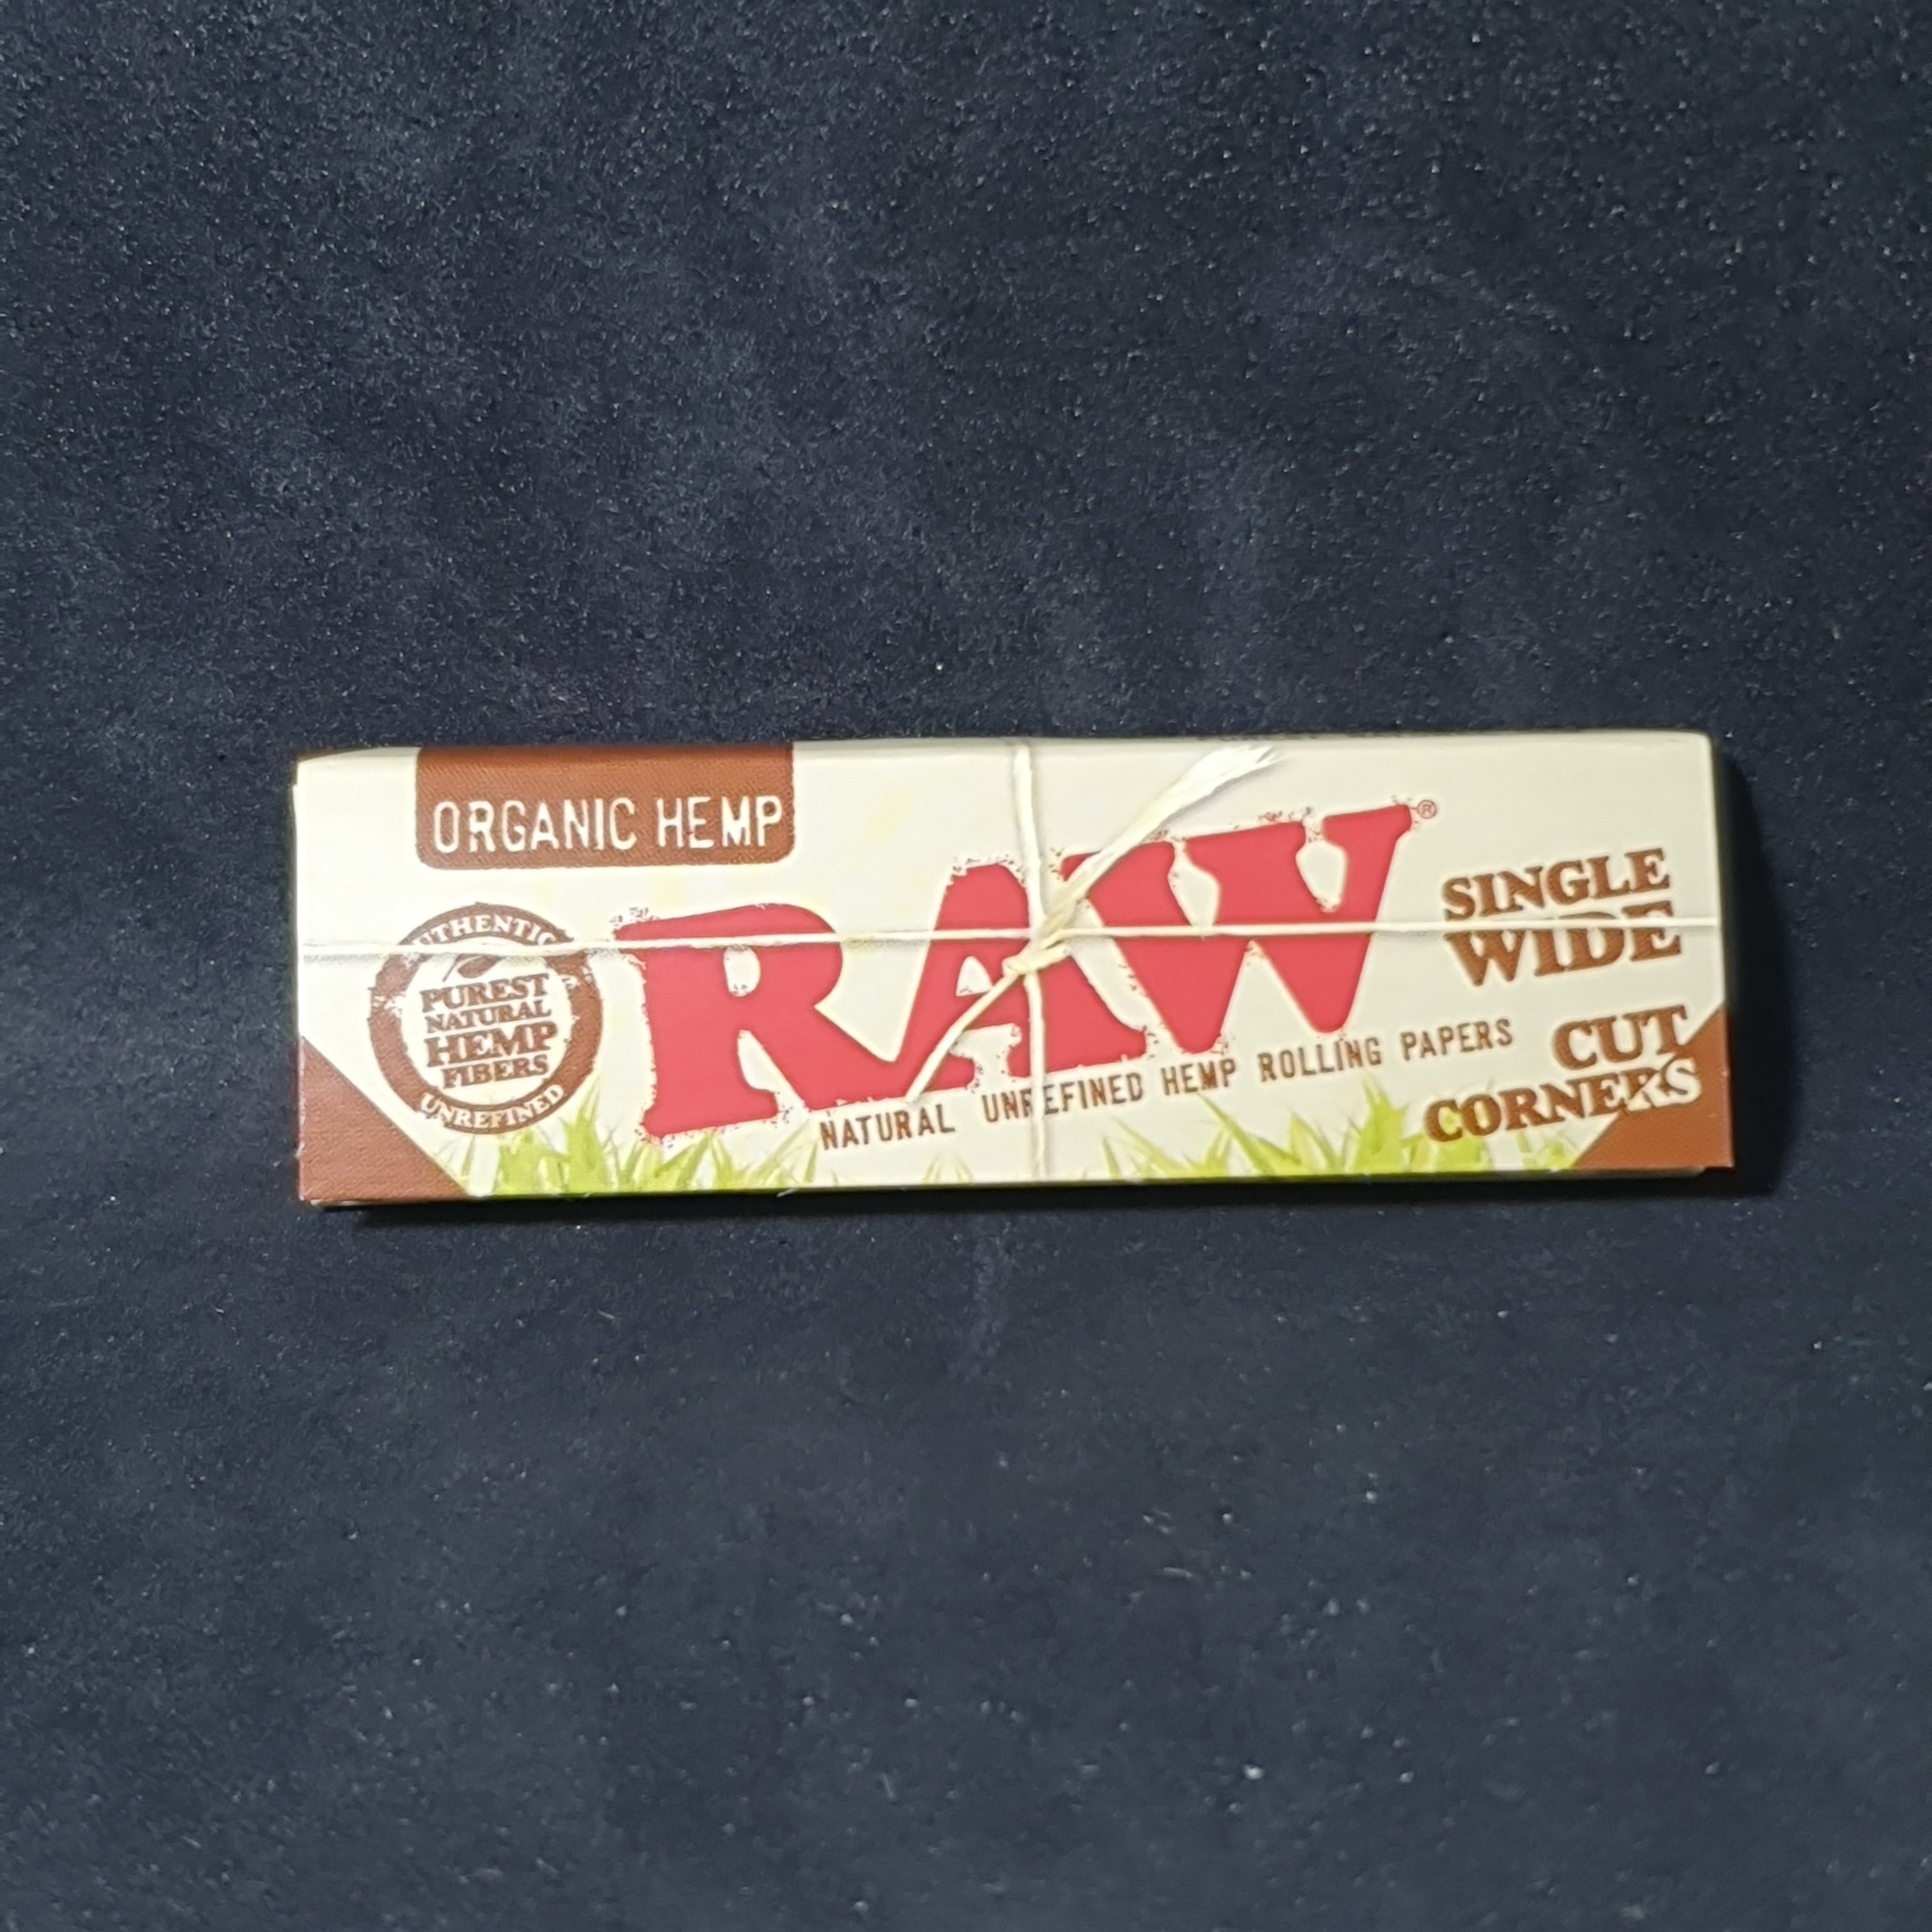 ORGANIC HEMP
RAW®
SINGLE
WIDE
CUT
CORNERS
NATURAL UNREFINED HEMP ROLLING PAPERS
AUTHENTIC
PUREST
NATURAL
HEMP
FIBERS
UNREFINED